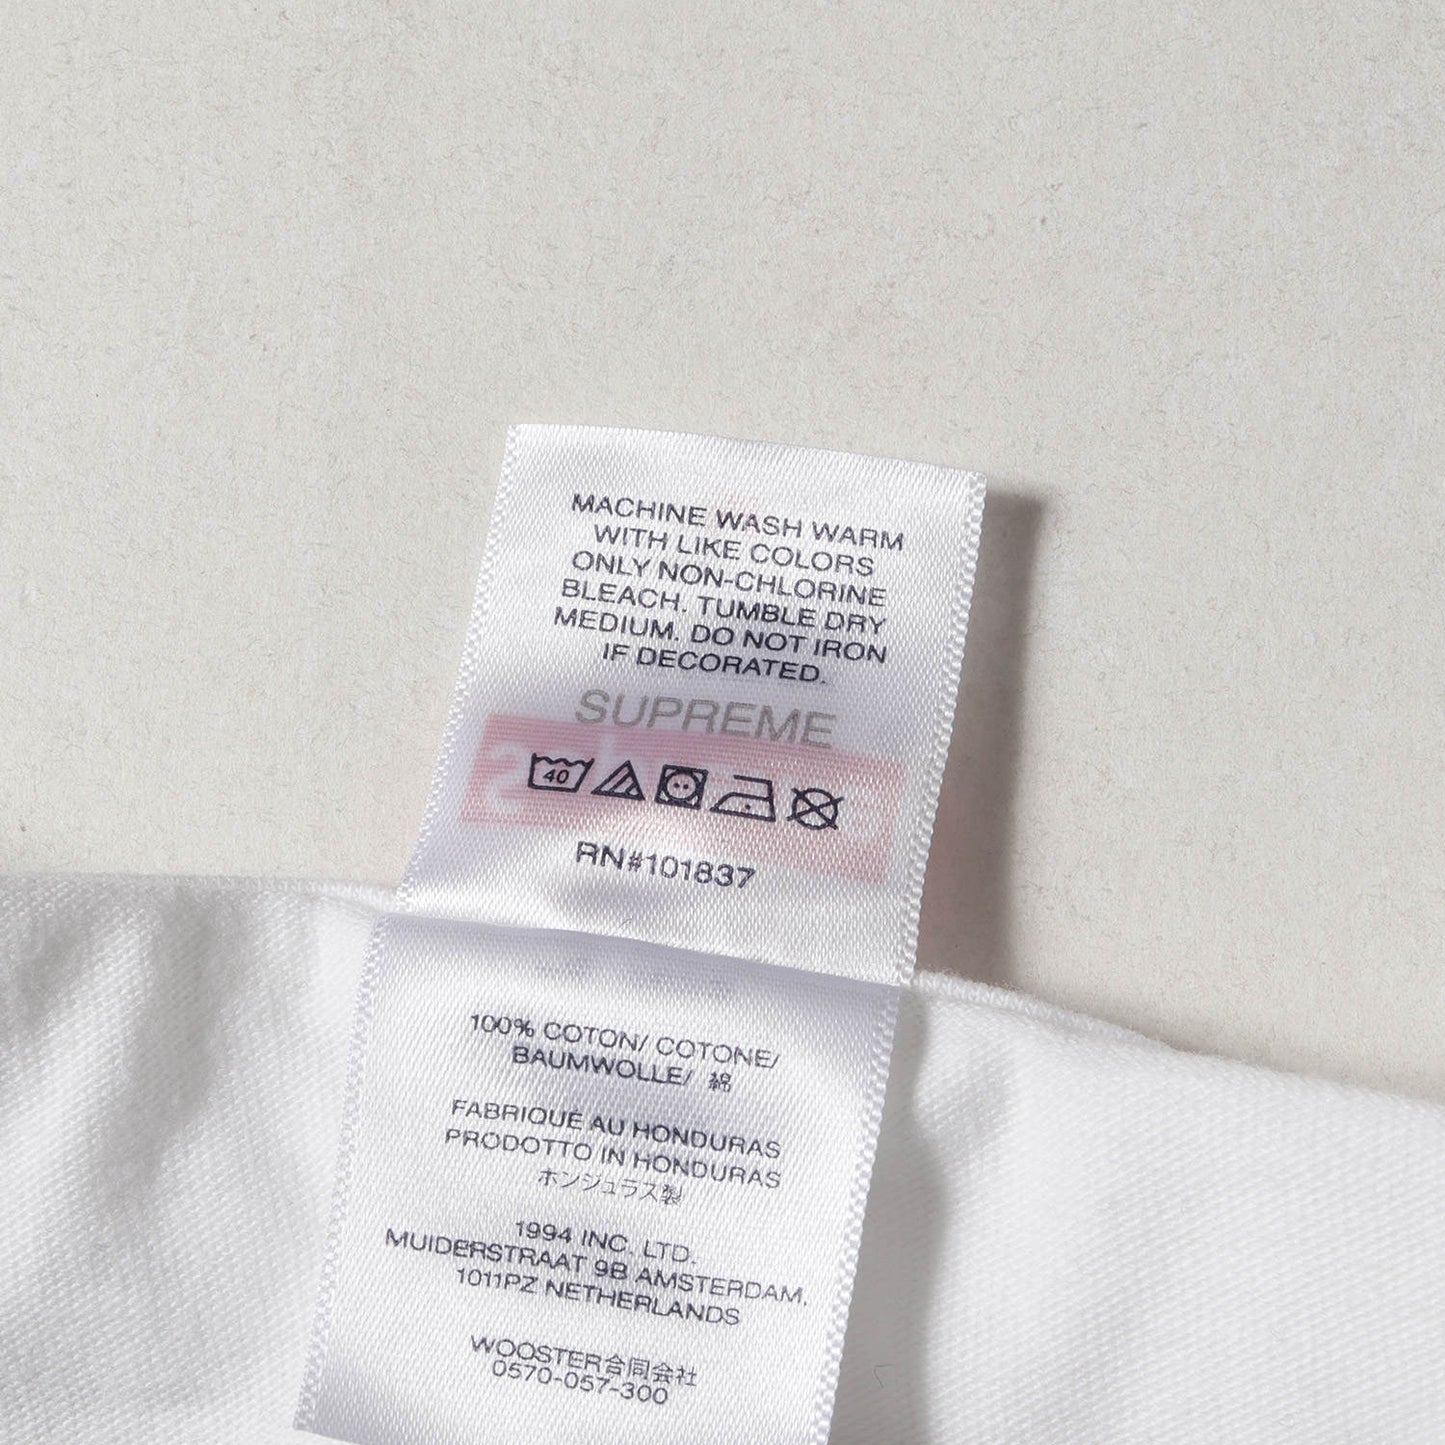 MACHINE WASH WARM
WITH LIKE COLORS
ONLY NON-CHLORINE
BLEACH. TUMBLE DRY
MEDIUM. DO NOT IRON
IF DECORATED.
SUPREME
40
RN#101837
100% COTON/ COTONE/
BAUMWOLLE/ 綿
FABRIQUE AU HONDURAS
PRODOTTO IN HONDURAS
ホンジュラス製
1994 INC. LTD.
MUIDERSTRAAT 9B AMSTERDAM,
1011PZ NETHERLANDS
WOOSTER合同会社
0570-057-300